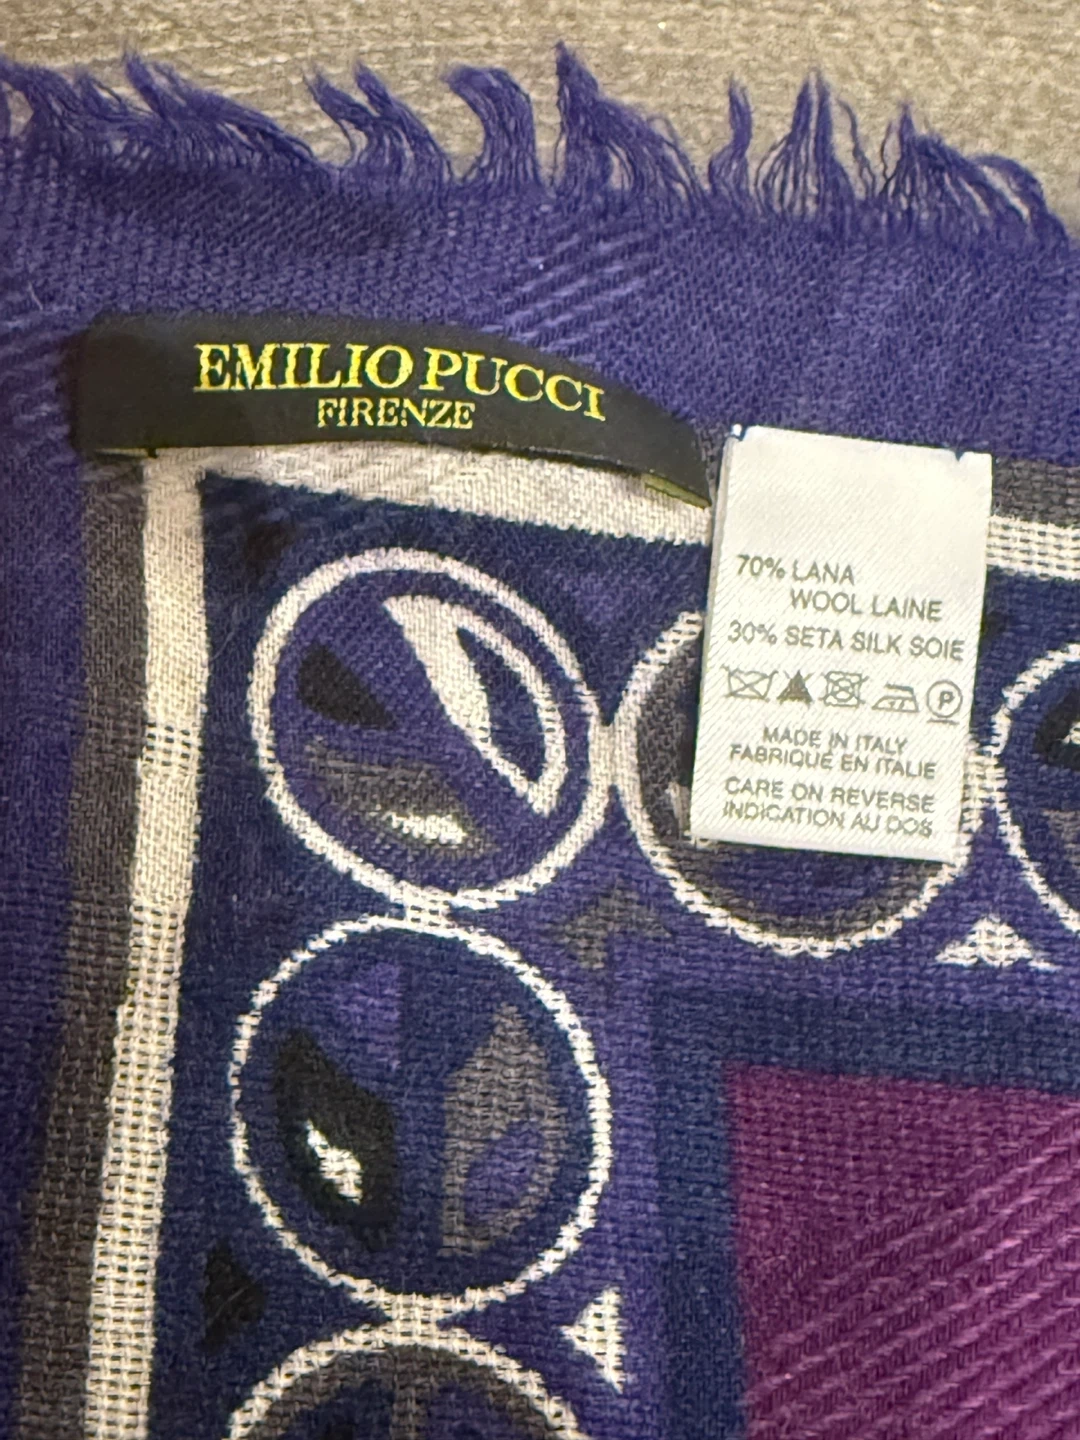 EMILIO PUCCI
FIRENZE
70% LANA
WOOL LAINE
30% SETA SILK SOIE
P
MADE IN ITALY
FABRIQUE EN ITALIE
CARE ON REVERSE
INDICATION AU DOS